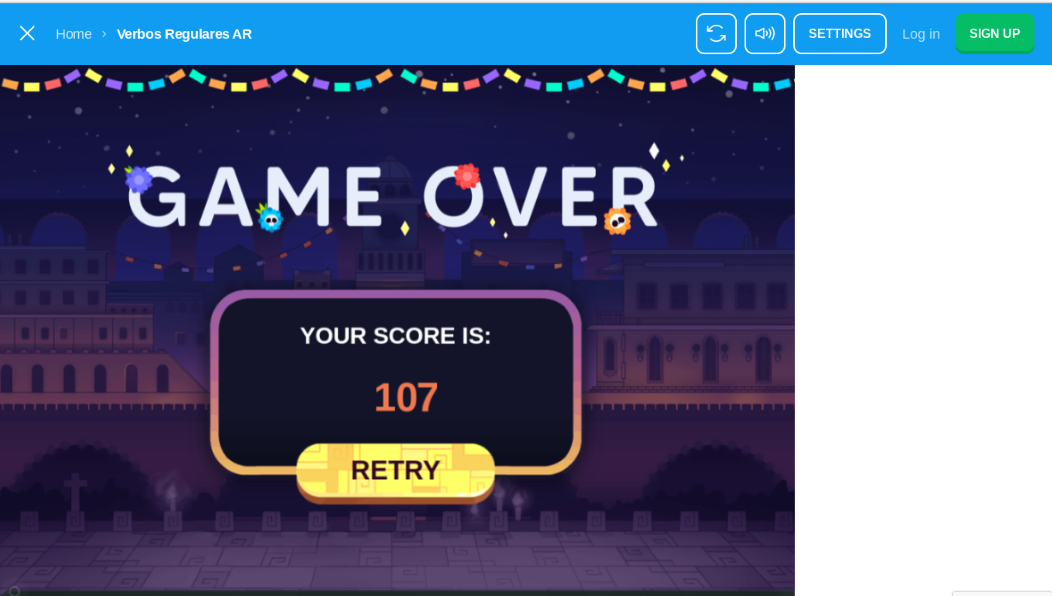 Home › Verbos Regulares AR SETTINGS Log in SIGN UP
GAME OVER
YOUR SCORE IS:
107
RETRY